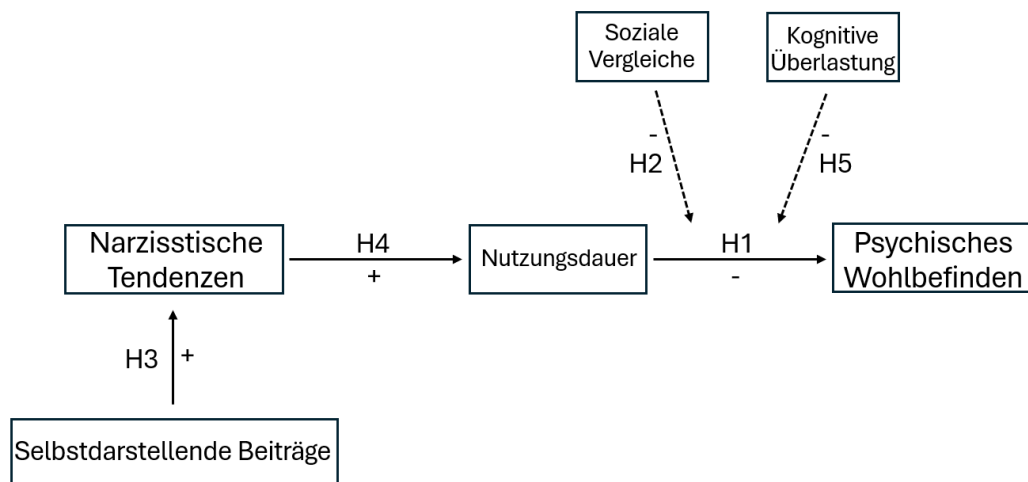 Soziale
Vergleiche
Kognitive
Überlastung
-
H2
-
H5
Narzisstische
Tendenzen
H4
+
Nutzungsdauer
H1
-
Psychisches
Wohlbefinden
H3
+
Selbstdarstellende Beiträge